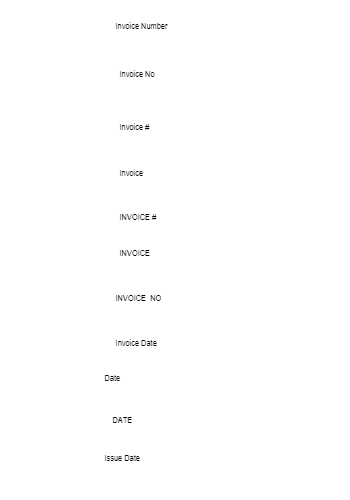 Invoice Number
Invoice No
Invoice #
Invoice
INVOICE #
INVOICE
INVOICE NO
Invoice Date
Date
DATE
Issue Date